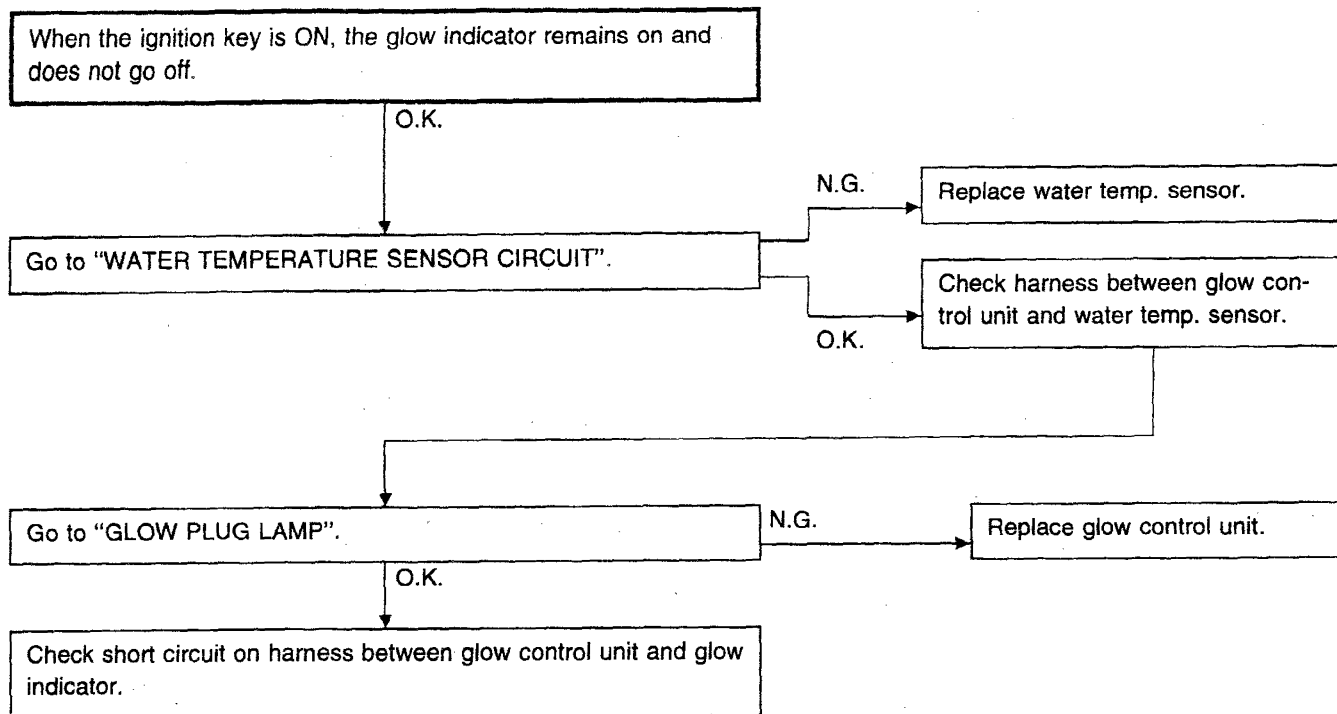 When the ignition key is ON, the glow indicator remains on and
does not go off.
O.K.
N.G.
Replace water temp. sensor.
Go to “WATER TEMPERATURE SENSOR CIRCUIT”.
Check harness between glow con-
trol unit and water temp. sensor.
O.K.
Go to “GLOW PLUG LAMP”.
N.G.
Replace glow control unit.
O.K.
Check short circuit on harness between glow control unit and glow
indicator.